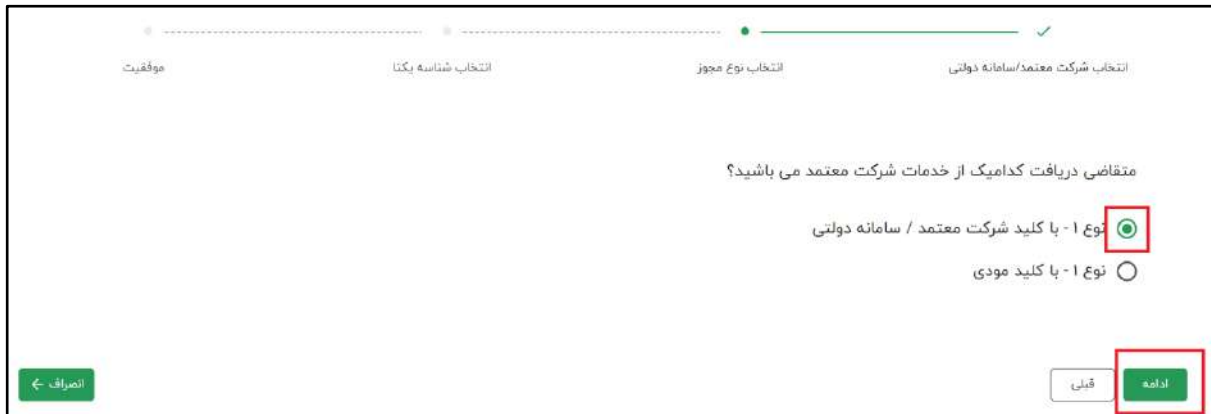 انتخاب شرکت معتمد/سامانه دولتی
انتخاب نوع مجوز
انتخاب شناسه یکتا
موفقیت
متقاضی دریافت کدامیک از خدمات شرکت معتمد می باشید؟
نوع ۱ - با کلید شرکت معتمد / سامانه دولتی
نوع ۱ - با کلید مودی
ادامه
قبلی
انصراف ←